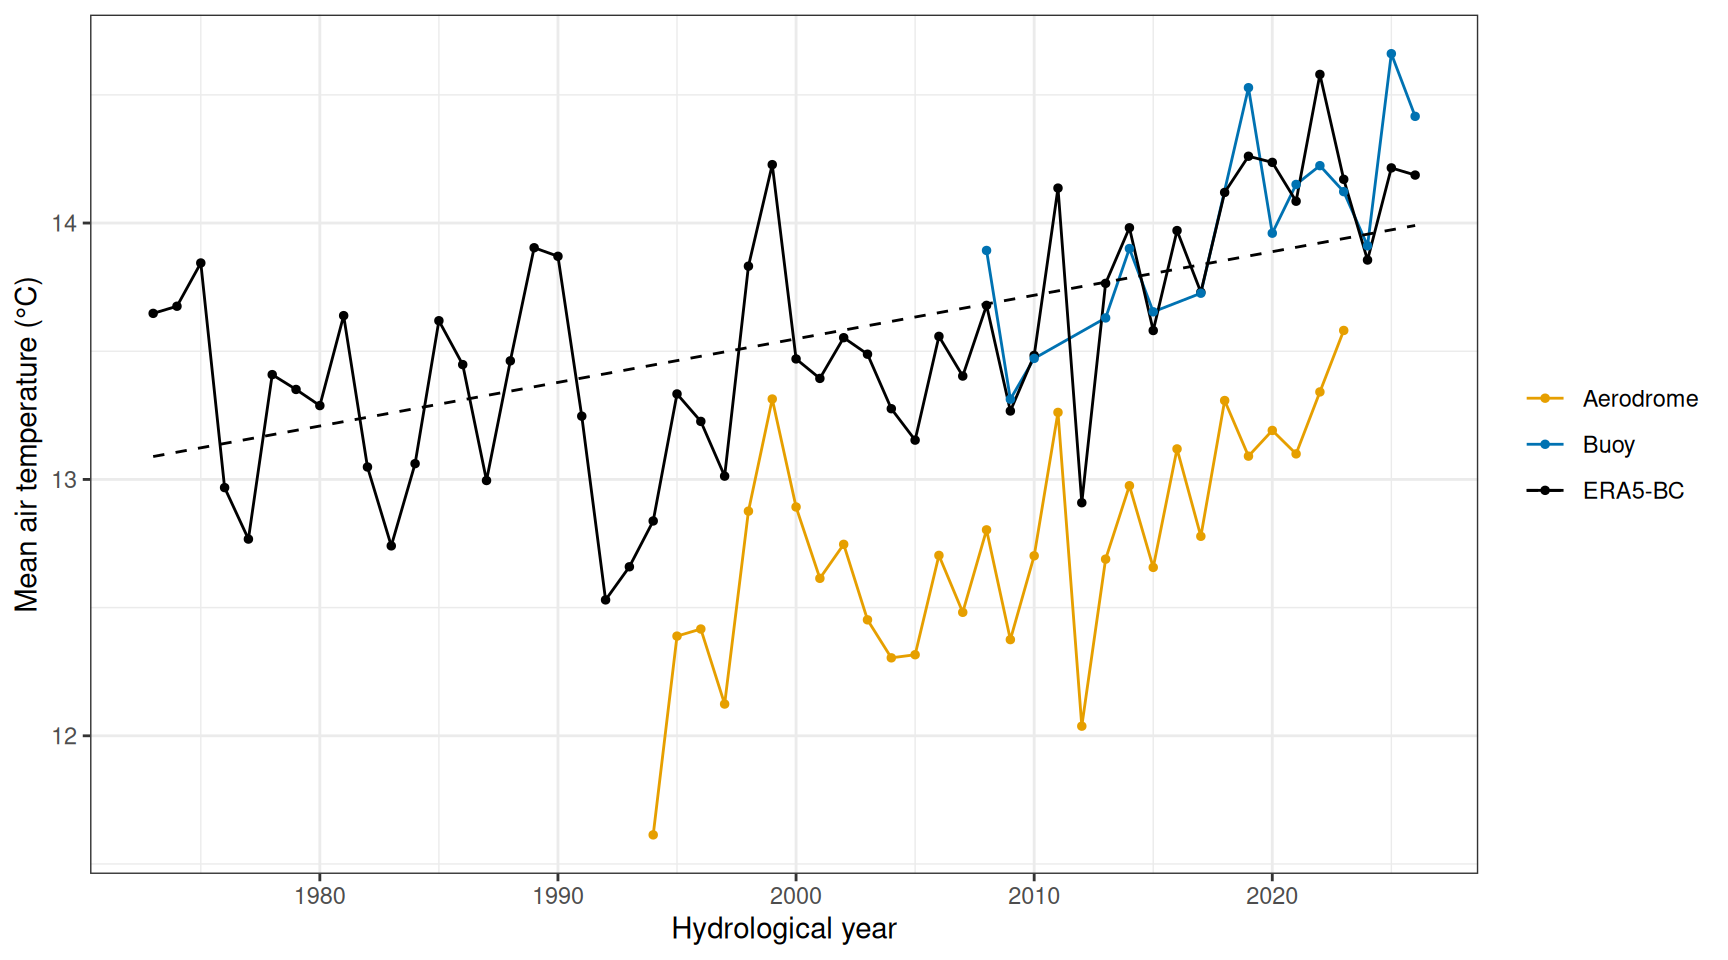 Mean air temperature (°C)
14
13
12
1980
1990
2000
2010
2020
Hydrological year
Aerodrome
Buoy
ERA5-BC